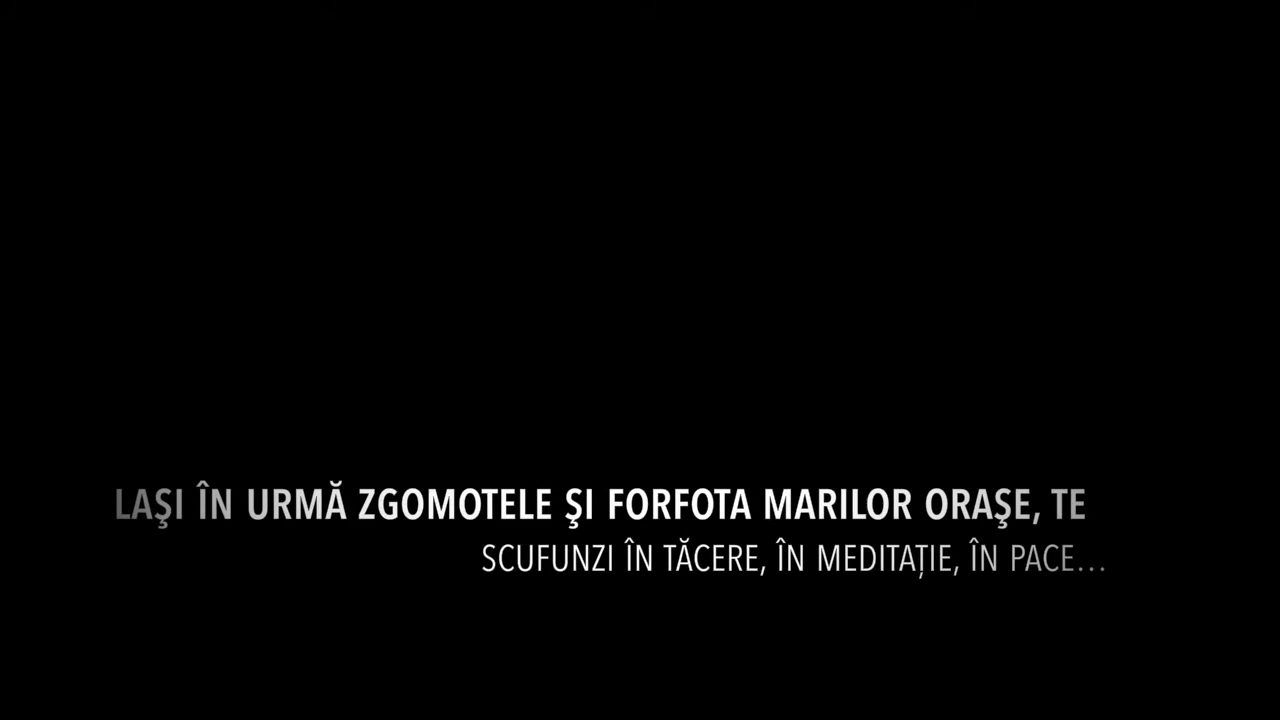 LAŞI ÎN URMĂ ZGOMOTELE ŞI FORFOTA MARILOR ORAŞE, TE
SCUFUNZI ÎN TĂCERE, ÎN MEDITAȚIE, ÎN PACE...